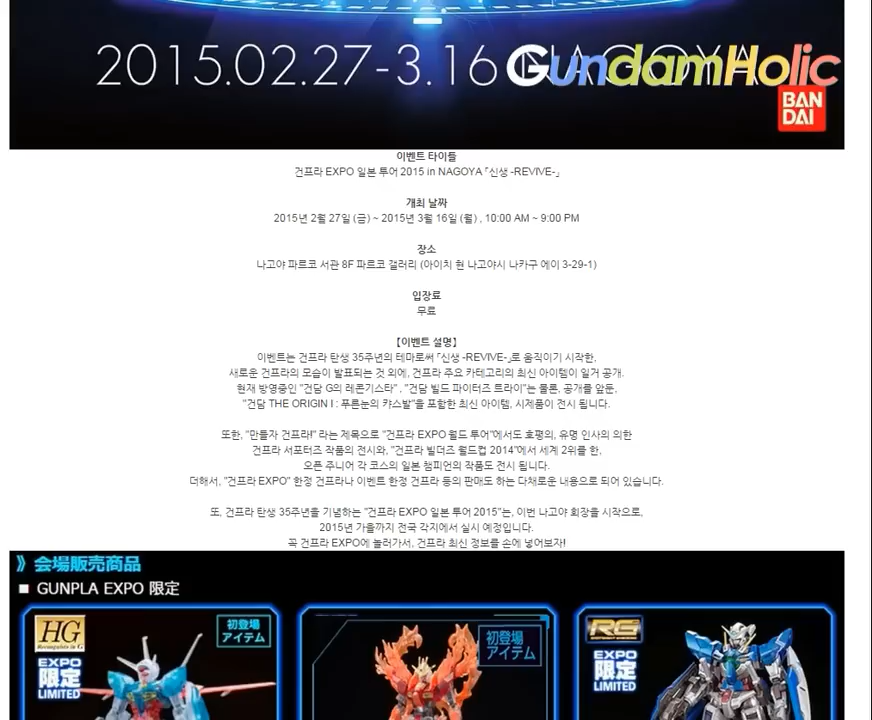 2015.02.27-3.16 NAGOYA
GundamHolic
BAN
DAI
이벤트 타이틀
건프라 EXPO 일본 투어 2015 in NAGOYA「신생 -REVIVE-」
개최 날짜
2015년 2월 27일 (금) ~ 2015년 3월 16일 (월) , 10:00 AM ~ 9:00 PM
장소
나고야 파르코 서관 8F 파르코 갤러리 (아이치 현 나고야시 나카구 에이 3-29-1)
입장료
무료
【이벤트 설명】
이벤트는 건프라 탄생 35주년의 테마로써「신생 -REVIVE-」로 움직이기 시작한,
새로운 건프라의 모습이 발표되는 것 외에, 건프라 주요 카테고리의 최신 아이템이 일거 공개.
현재 방영중인 "건담 G의 레콘기스타" , "건담 빌드 파이터즈 트라이"는 물론, 공개를 앞둔,
"건담 THE ORIGIN I : 푸른눈의 캬스발"을 포함한 최신 아이템, 시제품이 전시 됩니다.
또한, "만들자 건프라!" 라는 제목으로 "건프라 EXPO 월드 투어"에서도 호평의, 유명 인사의 의한
건프라 서포터즈 작품의 전시와, "건프라 빌더즈 월드컵 2014"에서 세계 2위를 한,
오픈 주니어 각 코스의 일본 챔피언의 작품도 전시 됩니다.
더해서, "건프라 EXPO" 한정 건프라나 이벤트 한정 건프라 등의 판매도 하는 다채로운 내용으로 되어 있습니다.
또, 건프라 탄생 35주년을 기념하는 "건프라 EXPO 일본 투어 2015"는, 이번 나고야 회장을 시작으로,
2015년 가을까지 전국 각지에서 실시 예정입니다.
꼭 건프라 EXPO에 놀러가서, 건프라 최신 정보를 손에 넣어보자!
》会場販売商品
■ GUNPLA EXPO 限定
HG
EXPO
限定
LIMITED
初登場
アイテム
初登場
アイテム
RG
EXPO
限定
LIMITED